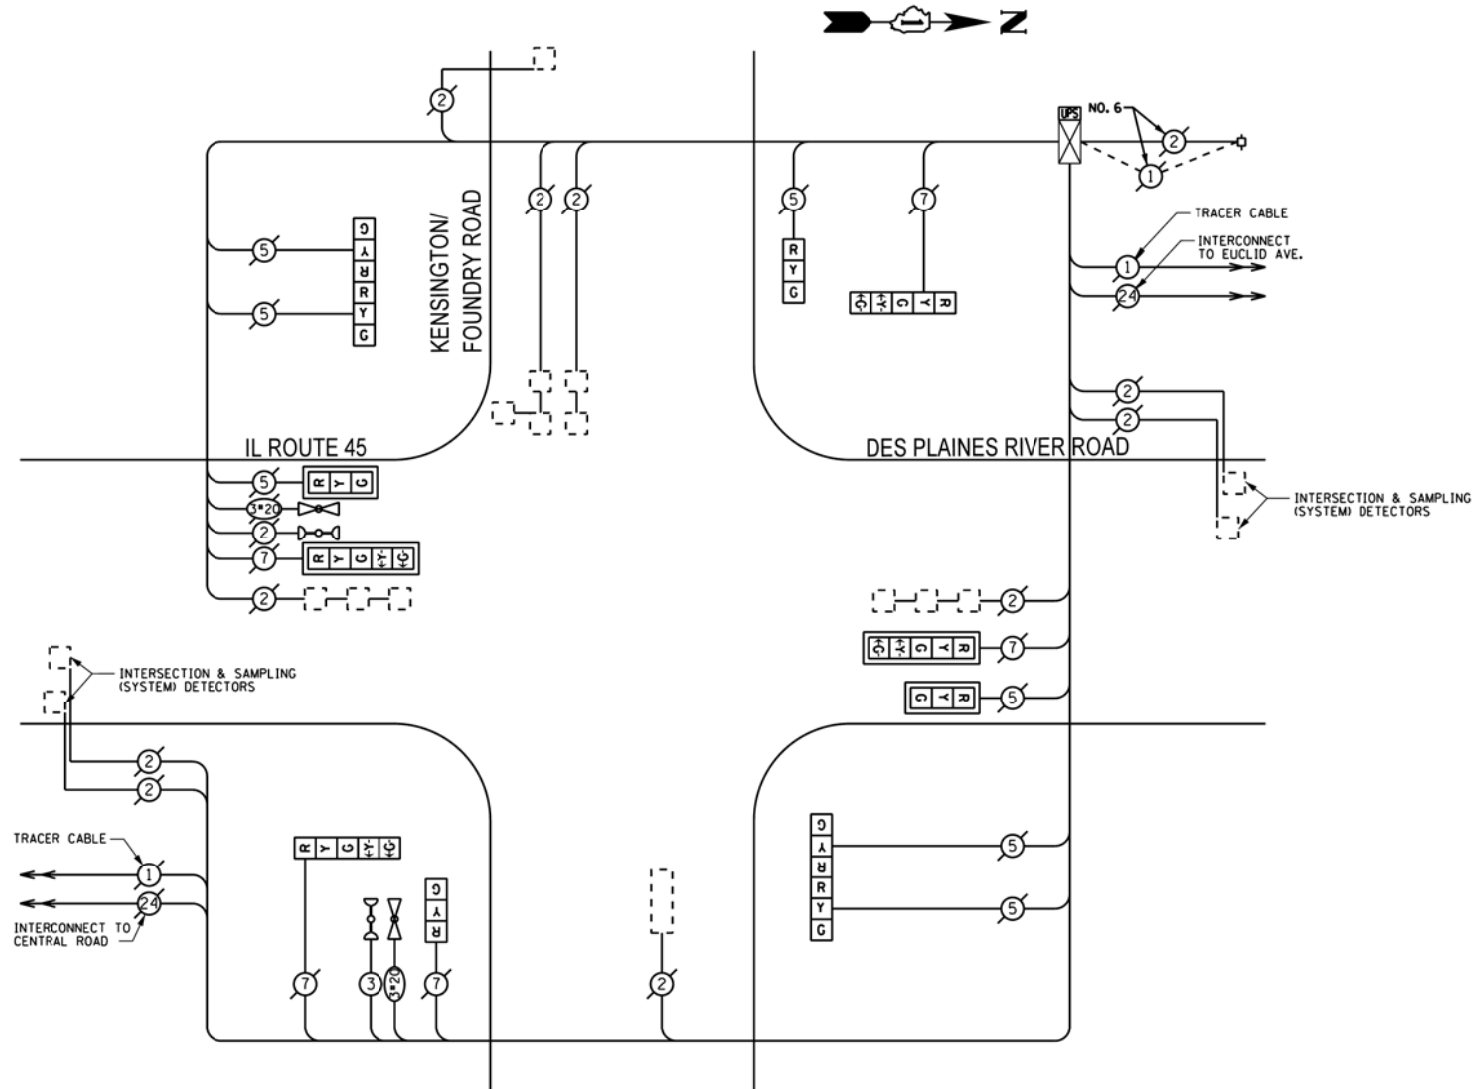 N
1
UPS
NO. 6
2
2
1
KENSINGTON/
FOUNDRY ROAD
2
2
5
7
TRACER CABLE
INTERCONNECT
TO EUCLID AVE.
1
24
5
G Y R R Y G
5
R Y G
G Y G Y R
2
2
IL ROUTE 45
DES PLAINES RIVER ROAD
5
R Y G
3#20
2
7
R Y G Y G
2
INTERSECTION & SAMPLING
(SYSTEM) DETECTORS
2
G Y G Y R
7
G Y R
5
INTERSECTION & SAMPLING
(SYSTEM) DETECTORS
2
2
TRACER CABLE
1
24
INTERCONNECT TO
CENTRAL ROAD
R Y G Y G
G Y R
7
3
3#20
7
2
G Y R R Y G
5
5